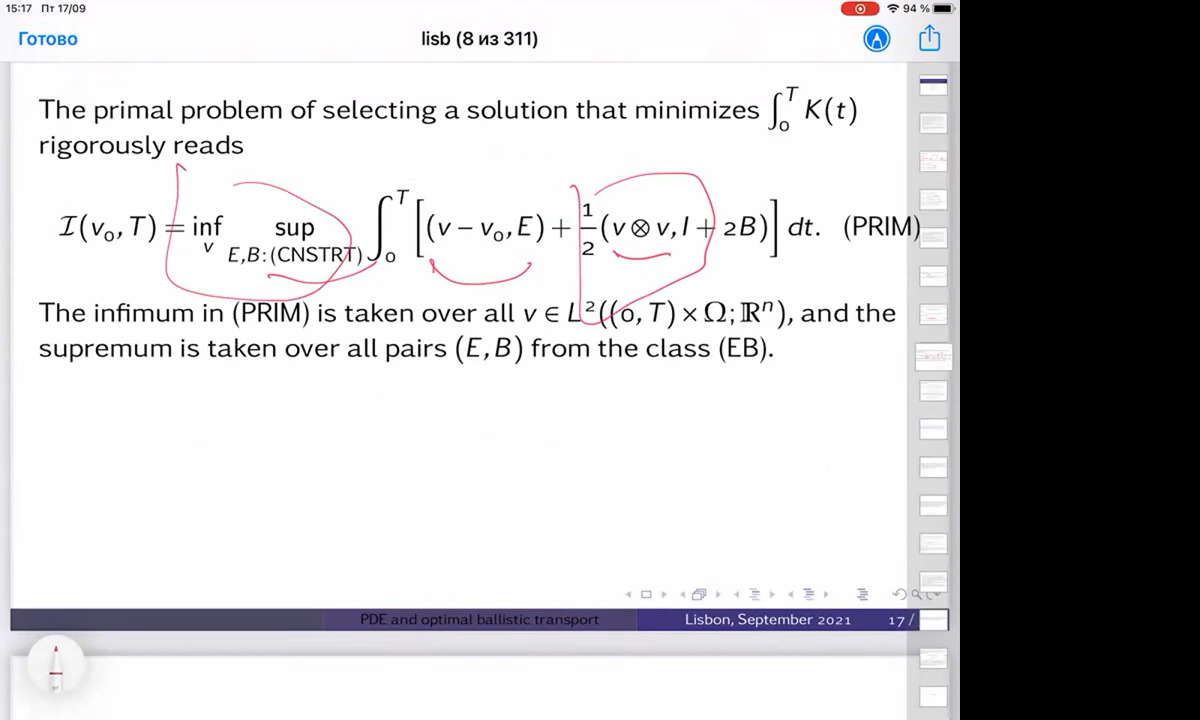 15:17 Пт 17/09
94 %
Готово
lisb (8 из 311)
The primal problem of selecting a solution that minimizes ∫₀ᵀ K(t)
rigorously reads
𝓘(v₀, T) = inf_v sup_{E,B:(CNSTRT)} ∫₀ᵀ [(v − v₀, E) + 1/2 (v ⊗ v, I + 2B)] dt. (PRIM)
The infimum in (PRIM) is taken over all v ∈ L²((0, T) × Ω; ℝⁿ), and the
supremum is taken over all pairs (E, B) from the class (EB).
PDE and optimal ballistic transport
Lisbon, September 2021
17 /